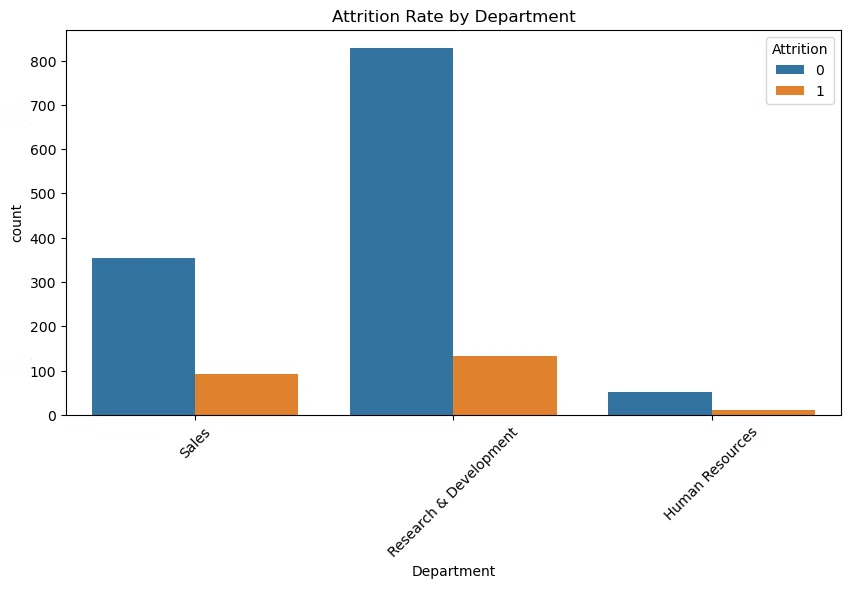 Attrition Rate by Department
Attrition
0
1
count
800
700
600
500
400
300
200
100
0
Sales
Research & Development
Human Resources
Department